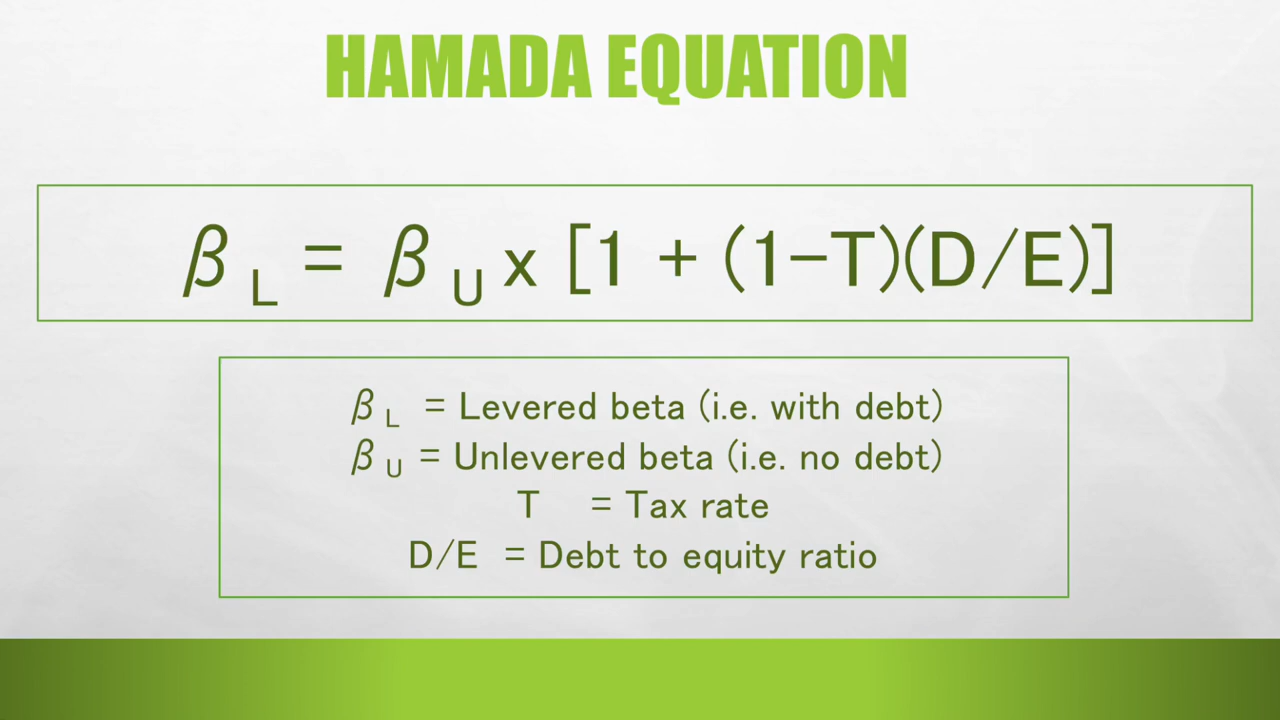 HAMADA EQUATION
β L = β U x [1 + (1-T)(D/E)]
β L = Levered beta (i.e. with debt)
β U = Unlevered beta (i.e. no debt)
T = Tax rate
D/E = Debt to equity ratio